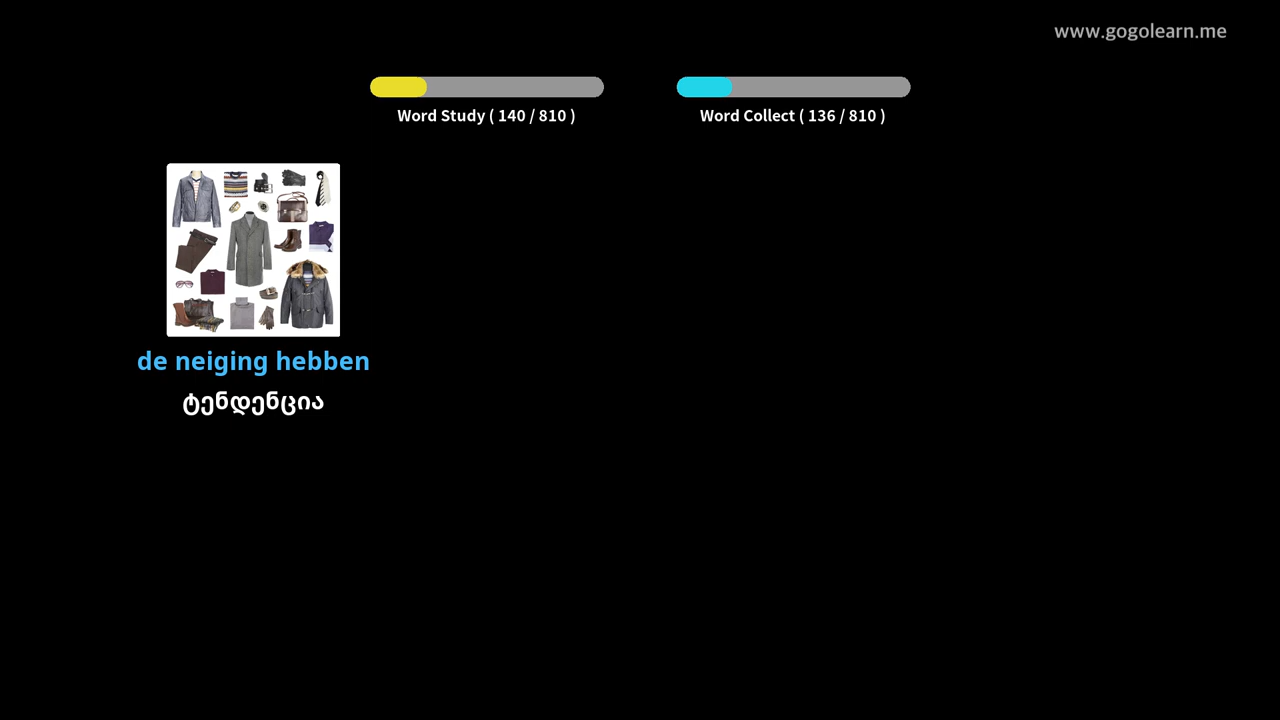 www.gogolearn.me
Word Study ( 140 / 810 )
Word Collect ( 136 / 810 )
de neiging hebben
ტენდენცია